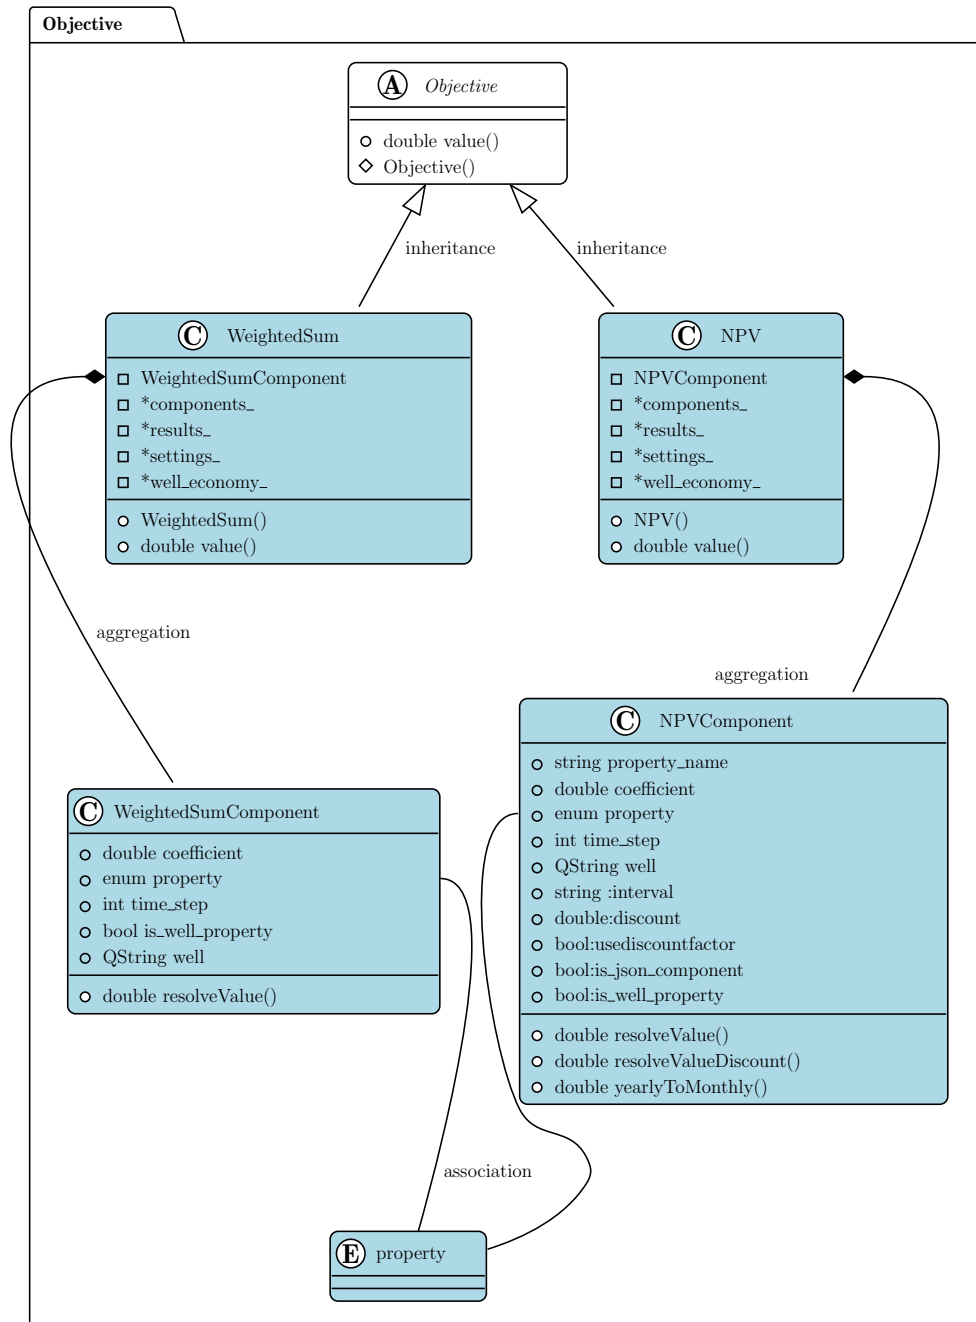 Objective
A Objective
double value()
Objective()
inheritance
inheritance
C WeightedSum
WeightedSumComponent
*components_
*results_
*settings_
*well_economy_
WeightedSum()
double value()
C NPV
NPVComponent
*components_
*results_
*settings_
*well_economy_
NPV()
double value()
aggregation
aggregation
C WeightedSumComponent
double coefficient
enum property
int time_step
bool is_well_property
QString well
double resolveValue()
C NPVComponent
string property_name
double coefficient
enum property
int time_step
QString well
string :interval
double:discount
bool:usediscountfactor
bool:is_json_component
bool:is_well_property
double resolveValue()
double resolveValueDiscount()
double yearlyToMonthly()
association
E property